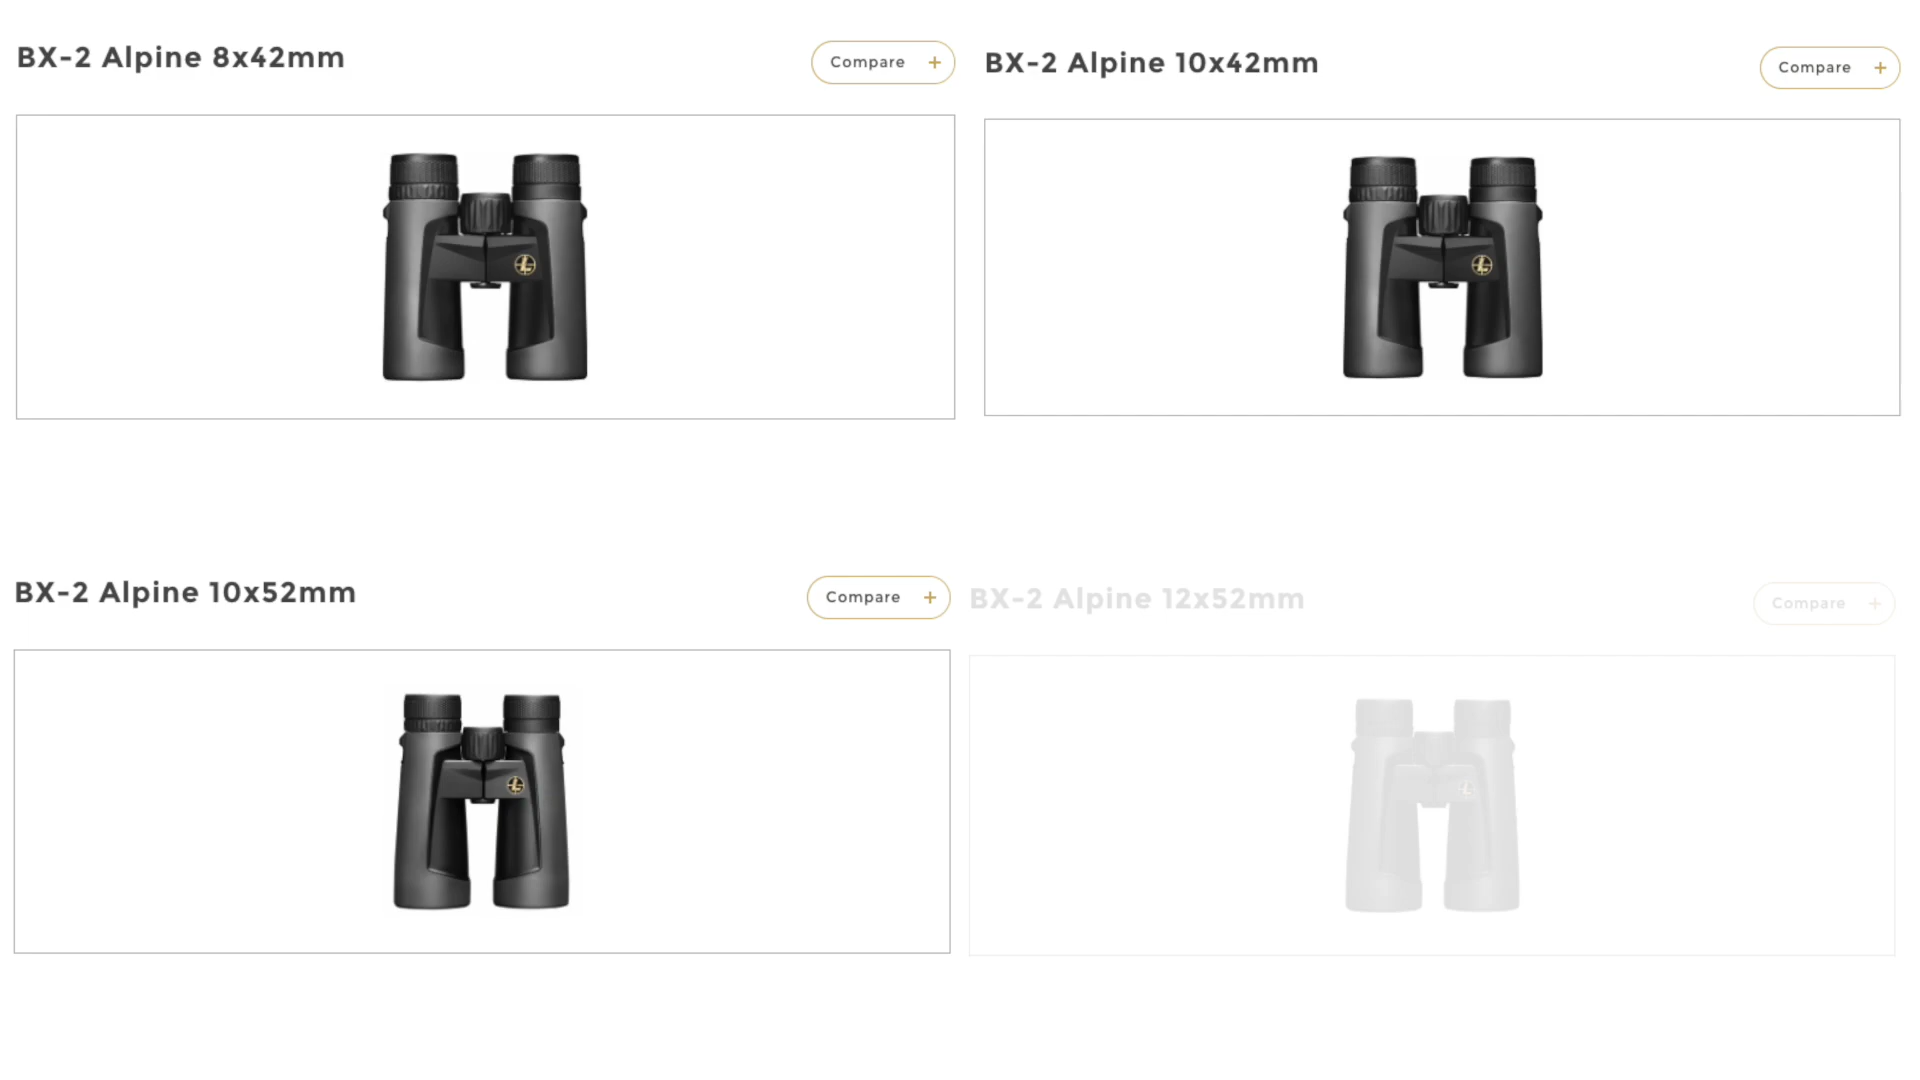 BX-2 Alpine 8x42mm
Compare +
BX-2 Alpine 10x42mm
Compare +
BX-2 Alpine 10x52mm
Compare +
BX-2 Alpine 12x52mm
Compare +